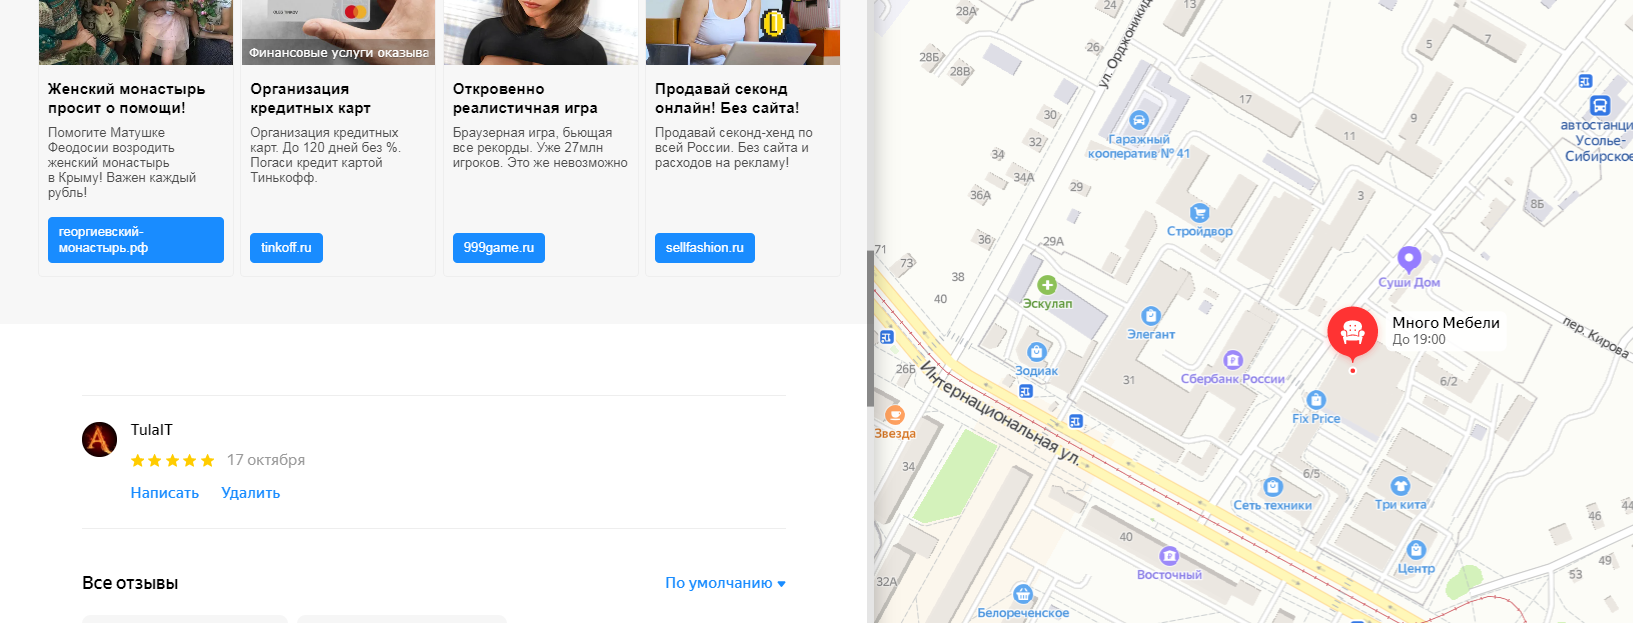 Финансовые услуги оказыва
Женский монастырь
просит о помощи!
Помогите Матушке
Феодосии возродить
женский монастырь
в Крыму! Важен каждый
рубль!
георгиевский-
монастырь.рф
Организация
кредитных карт
Организация кредитных
карт. До 120 дней без %.
Погаси кредит картой
Тинькофф.
tinkoff.ru
Откровенно
реалистичная игра
Браузерная игра, бьющая
все рекорды. Уже 27млн
игроков. Это же невозможно
999game.ru
Продавай секонд
онлайн! Без сайта!
Продавай секонд-хенд по
всей России. Без сайта и
расходов на рекламу!
sellfashion.ru
TulaIT
17 октября
Написать Удалить
Все отзывы
По умолчанию
28А
24
13
26
ул. Орджоникид
5
7
28Б
28В
17
30
9
11
32
34
Гаражный
кооператив № 41
автостанци
Усолье-
Сибирское
34А
36А
29
3
8Б
Стройдвор
36
29А
71
73
38
40
Эскулап
Суши Дом
Элегант
Много Мебели
До 19:00
пер. Кирова
Зодиак
26Б
31
Сбербанк России
6/2
Интернациональная ул.
Fix Price
Звезда
34
6/5
Сеть техники
Три кита
46
44
40
Восточный
Центр
49
53
32А
Белореченское